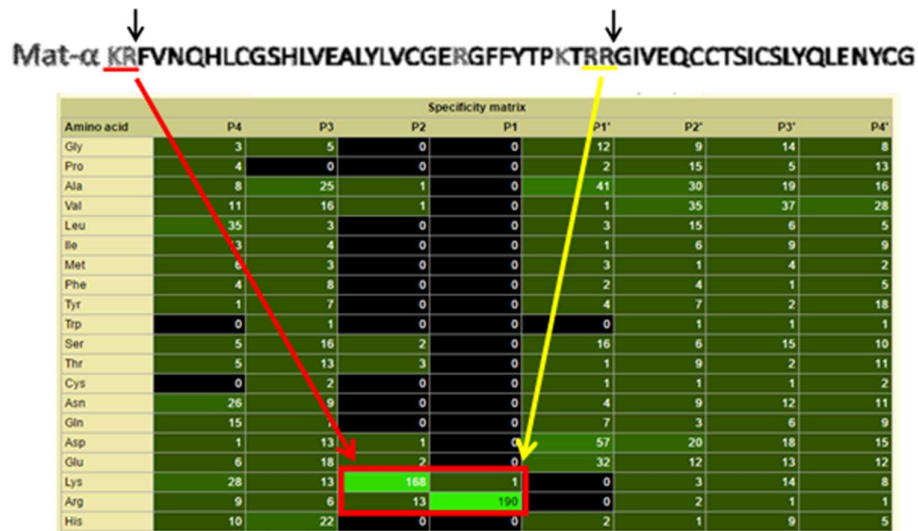 Mat-α KRFVNQHLCGSHLVEALYLVCGERGFFYTPKTRRGIVEQCCTSICSLYQLENYCG
Specificity matrix
Amino acid P4 P3 P2 P1 P1' P2' P3' P4'
Gly 3 5 0 0 12 9 14 8
Pro 4 0 0 0 2 15 5 13
Ala 8 25 1 0 41 30 19 16
Val 11 16 1 0 1 35 37 28
Leu 35 3 0 0 3 15 6 5
Ile 4 0 0 1 6 9 9
Met 6 3 0 0 3 1 4 2
Phe 4 8 0 0 2 4 1 5
Tyr 1 7 0 0 4 7 2 18
Trp 0 1 0 0 0 1 1 1
Ser 5 16 2 0 16 6 15 10
Thr 5 13 3 0 1 9 2 11
Cys 0 2 0 0 1 1 1 2
Asn 26 9 0 0 4 9 12 11
Gln 15 0 0 7 3 6 9
Asp 1 13 1 0 57 20 18 15
Glu 6 18 2 0 32 12 13 12
Lys 28 13 168 1 0 3 14 8
Arg 9 6 13 190 0 2 1 1
His 10 22 0 0 2 1 1 5